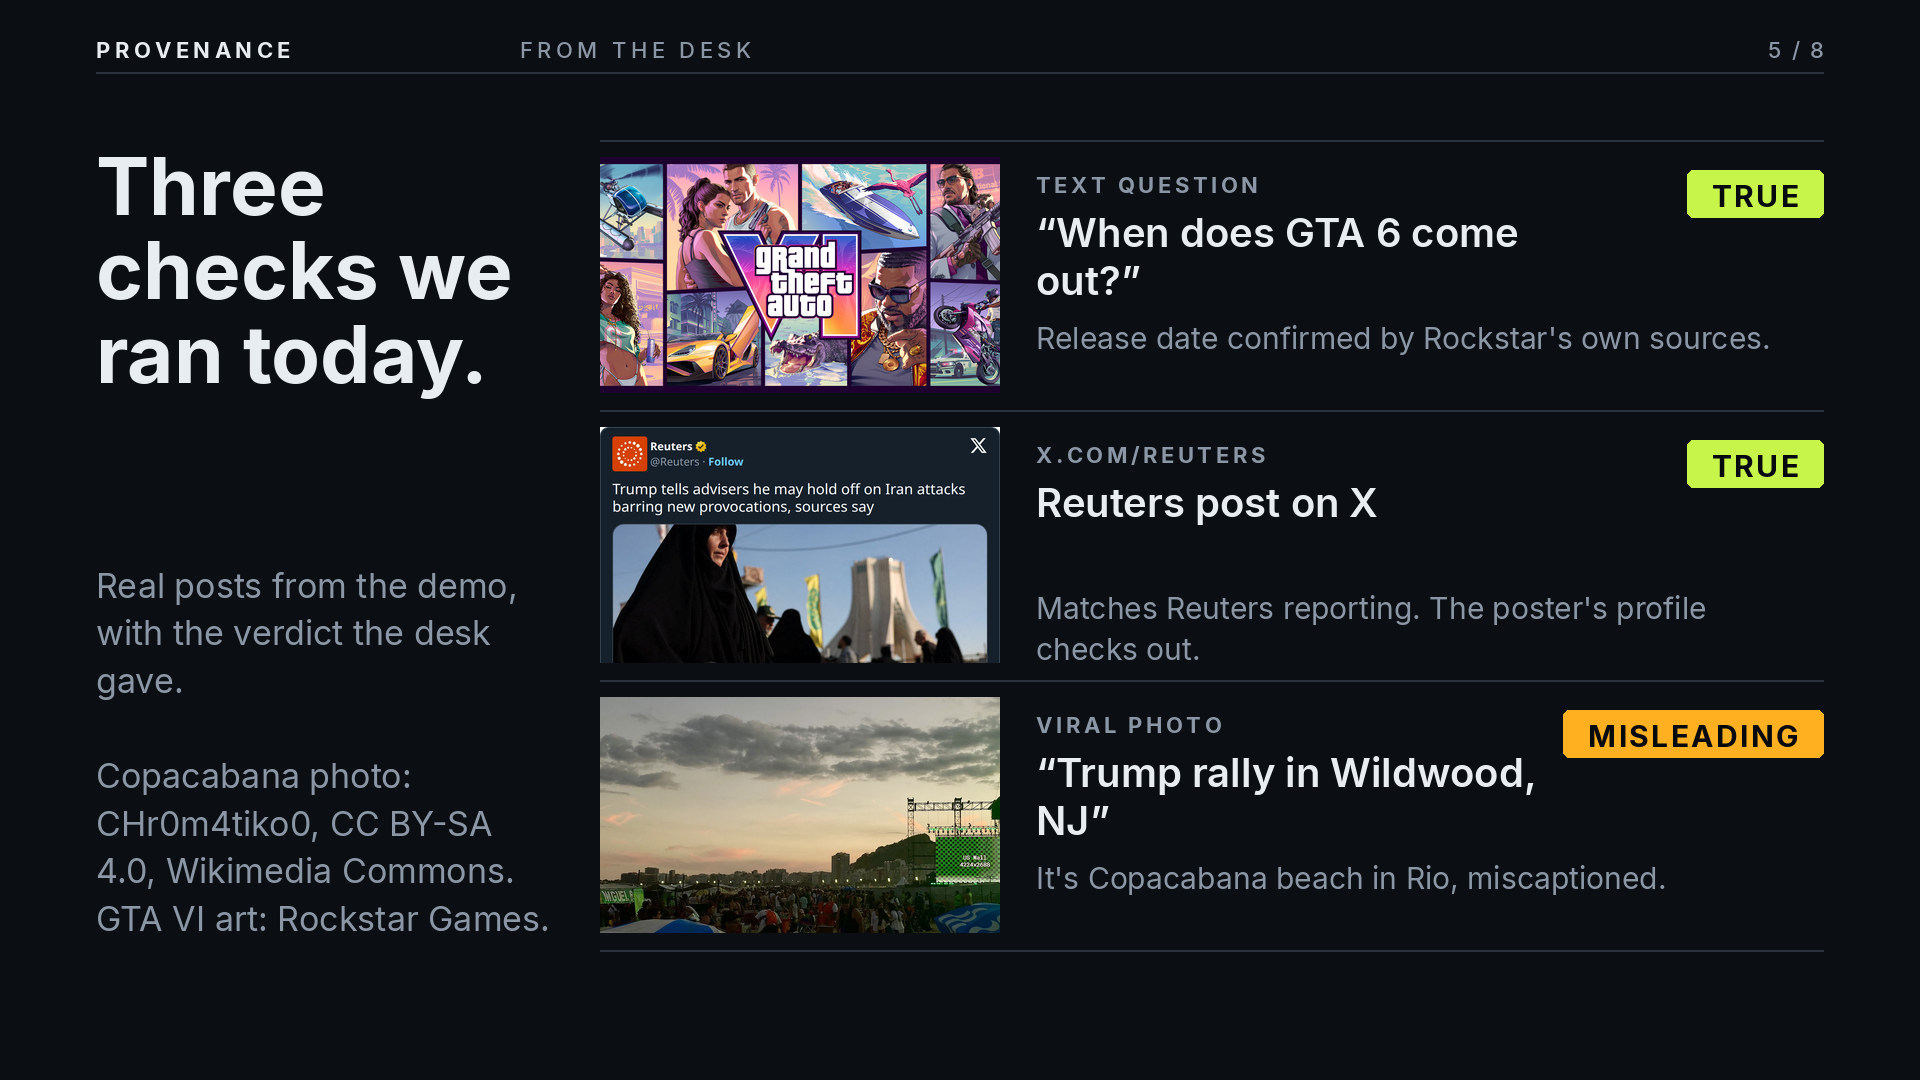 PROVENANCE
FROM THE DESK
5 / 8
Three
checks we
ran today.
Real posts from the demo,
with the verdict the desk
gave.
Copacabana photo:
CHr0m4tiko0, CC BY-SA
4.0, Wikimedia Commons.
GTA VI art: Rockstar Games.
grand
theft
auto
VI
TEXT QUESTION
TRUE
“When does GTA 6 come
out?”
Release date confirmed by Rockstar's own sources.
Reuters
@Reuters · Follow
Trump tells advisers he may hold off on Iran attacks
barring new provocations, sources say
X.COM/REUTERS
TRUE
Reuters post on X
Matches Reuters reporting. The poster's profile
checks out.
US Wall
4224x2688
MIGUEL
VIRAL PHOTO
MISLEADING
“Trump rally in Wildwood,
NJ”
It's Copacabana beach in Rio, miscaptioned.